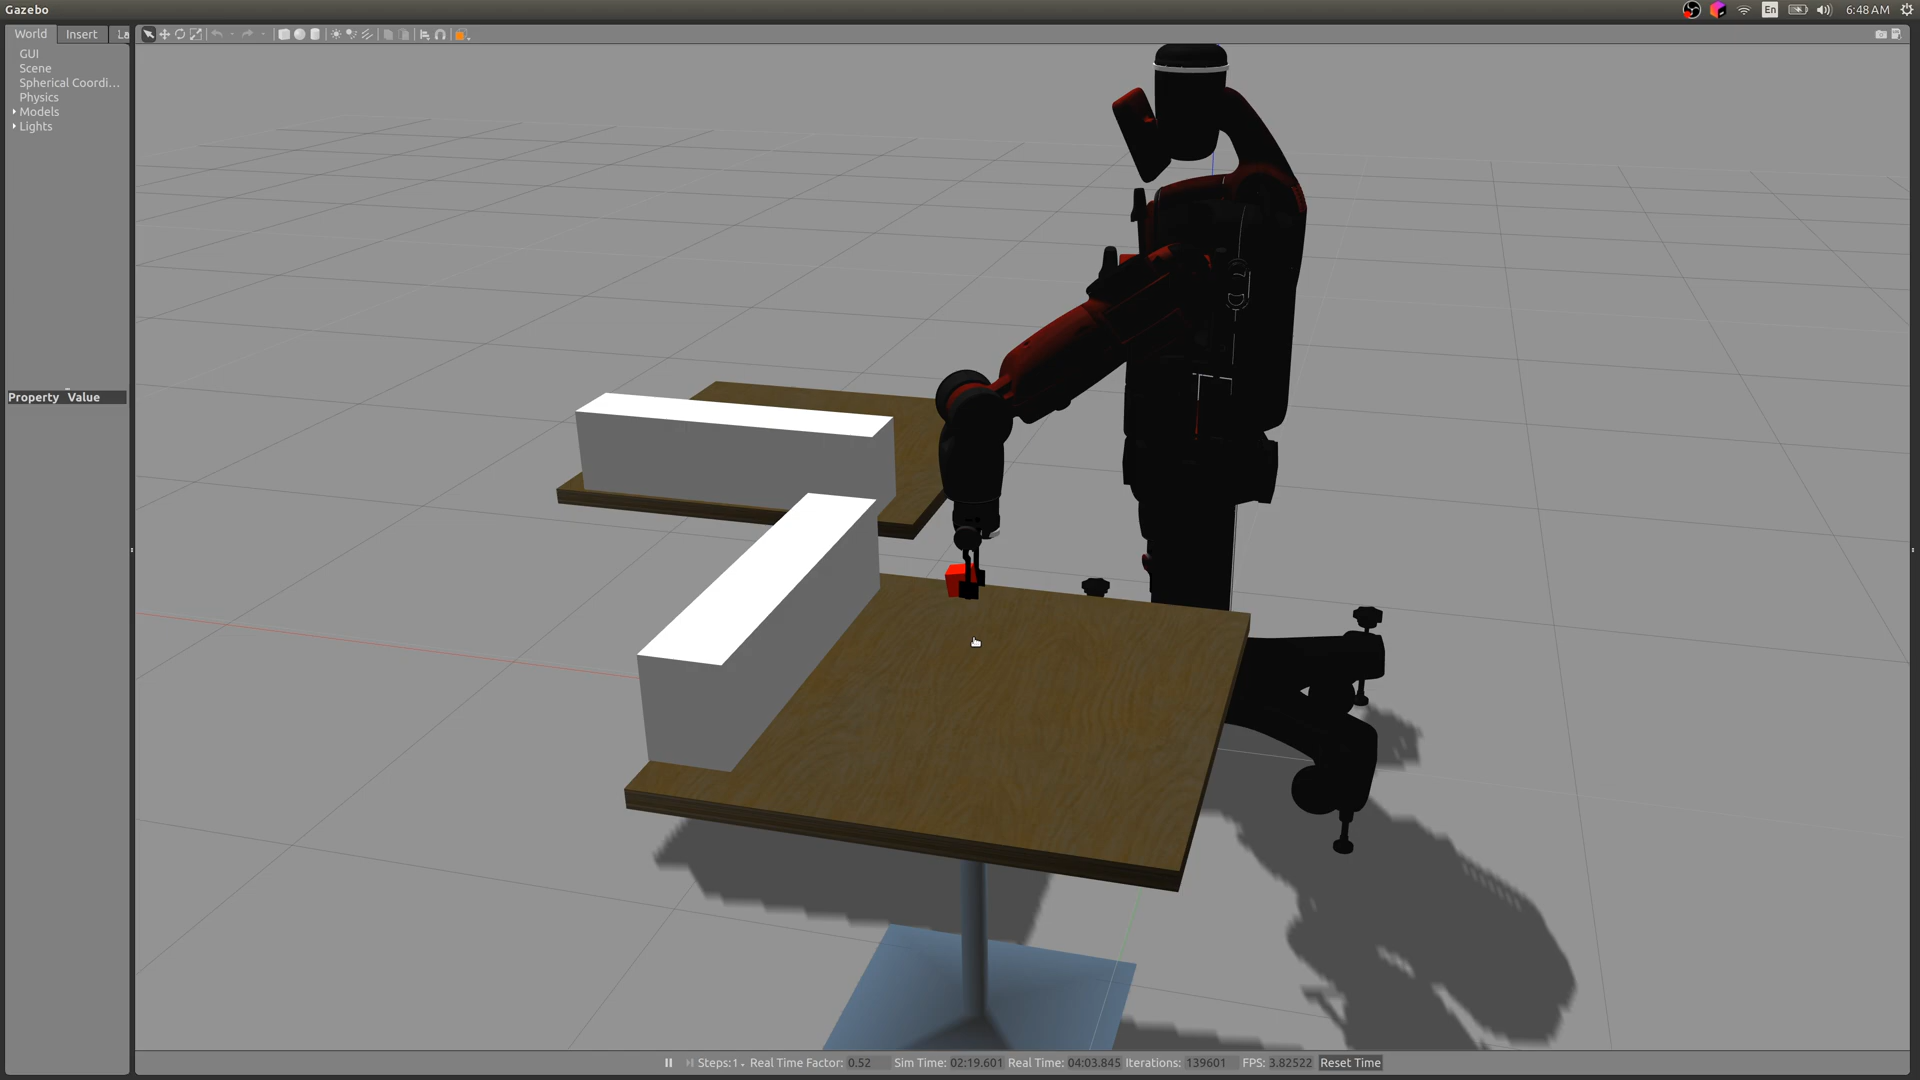 Gazebo
En
6:48 AM
World Insert La
GUI
Scene
Spherical Coordi...
Physics
Models
Lights
Property Value
Steps:1 Real Time Factor: 0.52 Sim Time: 02:19.601 Real Time: 04:03.845 Iterations: 139601 FPS: 3.82522 Reset Time